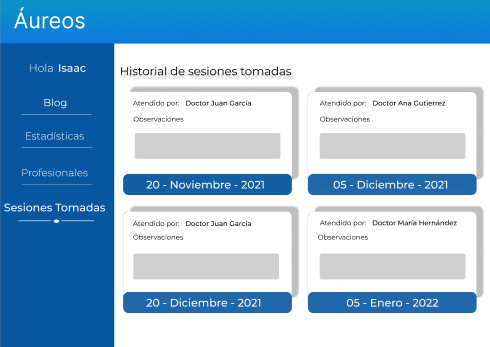 Áureos
Hola Isaac
Blog
Estadísticas
Profesionales
Sesiones Tomadas
Historial de sesiones tomadas
Atendido por: Doctor Juan García
Observaciones
20 - Noviembre - 2021
Atendido por: Doctor Ana Gutierrez
Observaciones
05 - Diciembre - 2021
Atendido por: Doctor Juan García
Observaciones
20 - Diciembre - 2021
Atendido por: Doctor María Hernández
Observaciones
05 - Enero - 2022